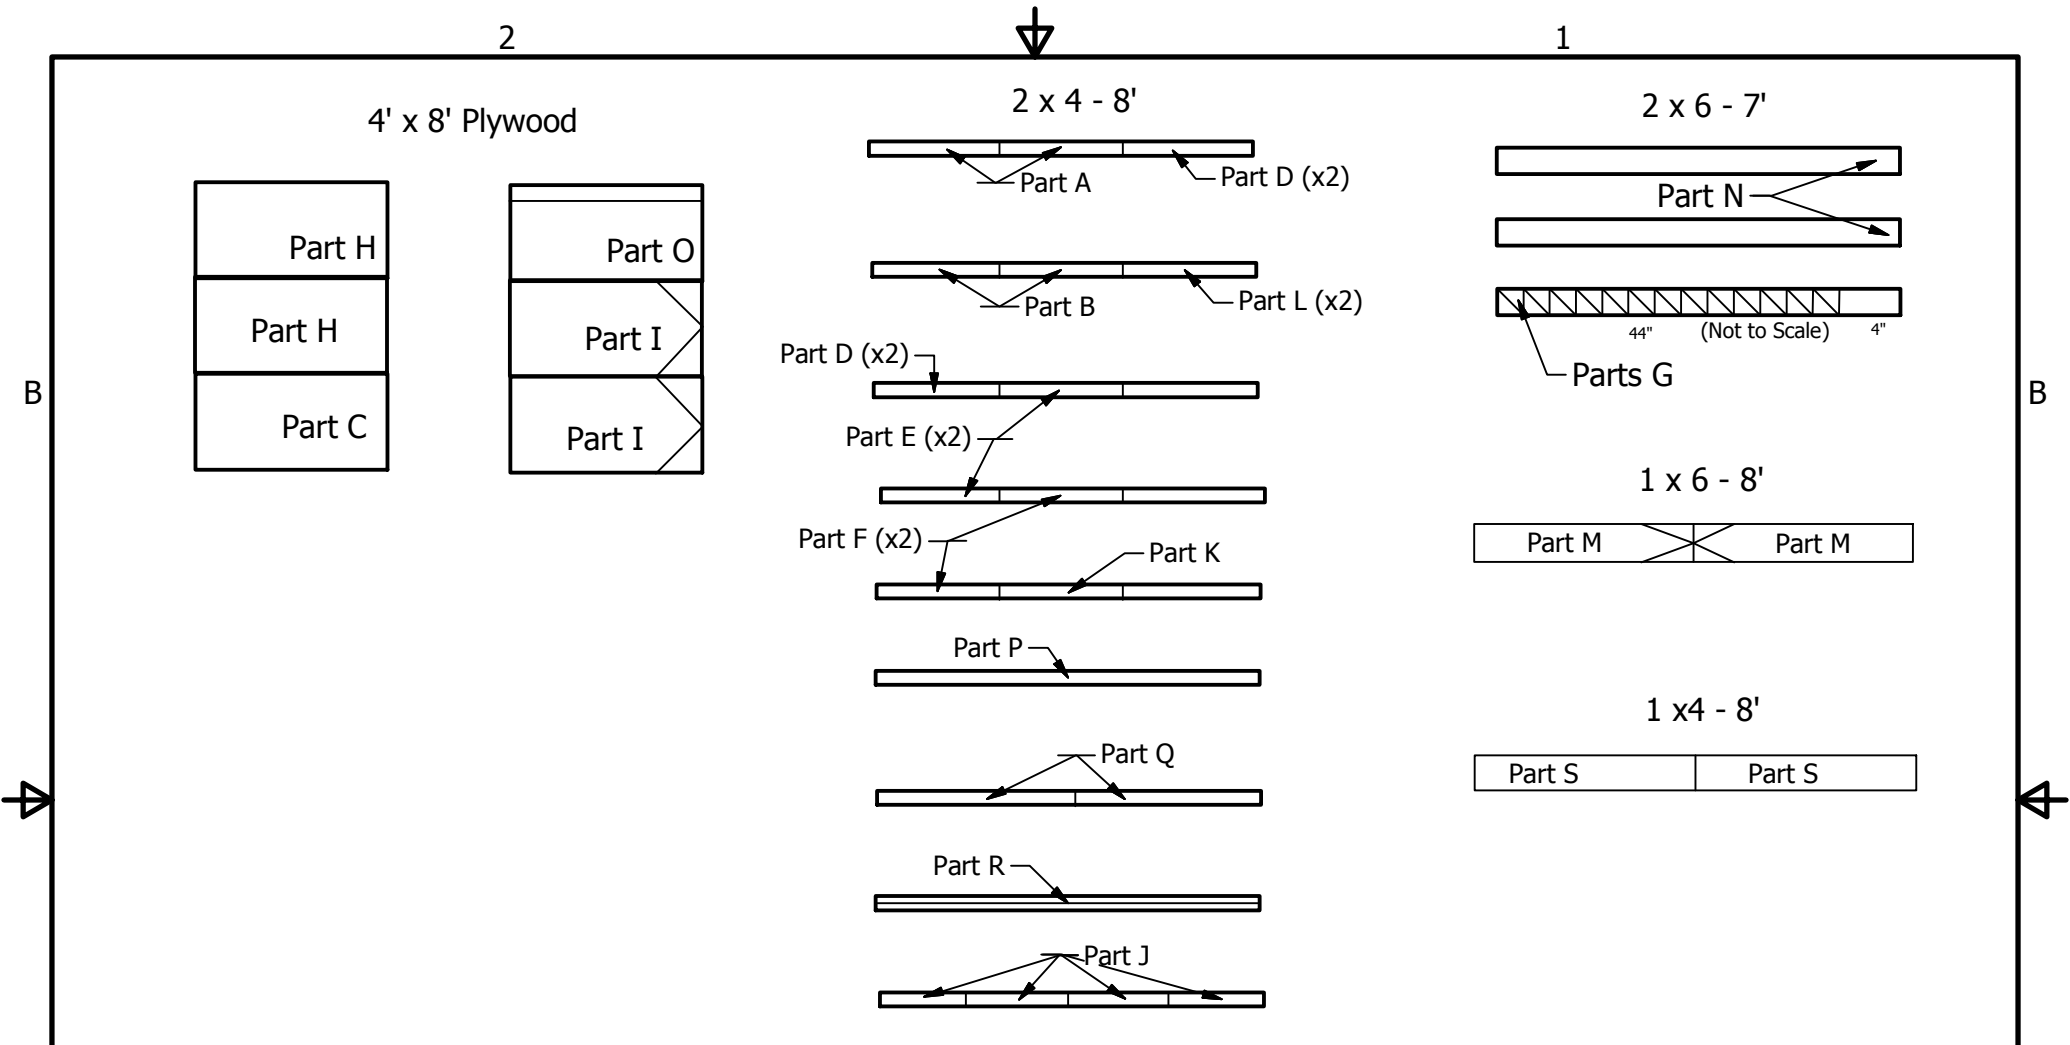 2
1
4' x 8' Plywood
2 x 4 - 8'
2 x 6 - 7'
Part H
Part H
Part C
Part O
Part I
Part I
Part A
Part D (x2)
Part B
Part L (x2)
Part D (x2)
Part E (x2)
Part F (x2)
Part K
Part P
Part Q
Part R
Part J
Part N
44"
(Not to Scale)
4"
Parts G
1 x 6 - 8'
Part M
Part M
1 x4 - 8'
Part S
Part S
B
B